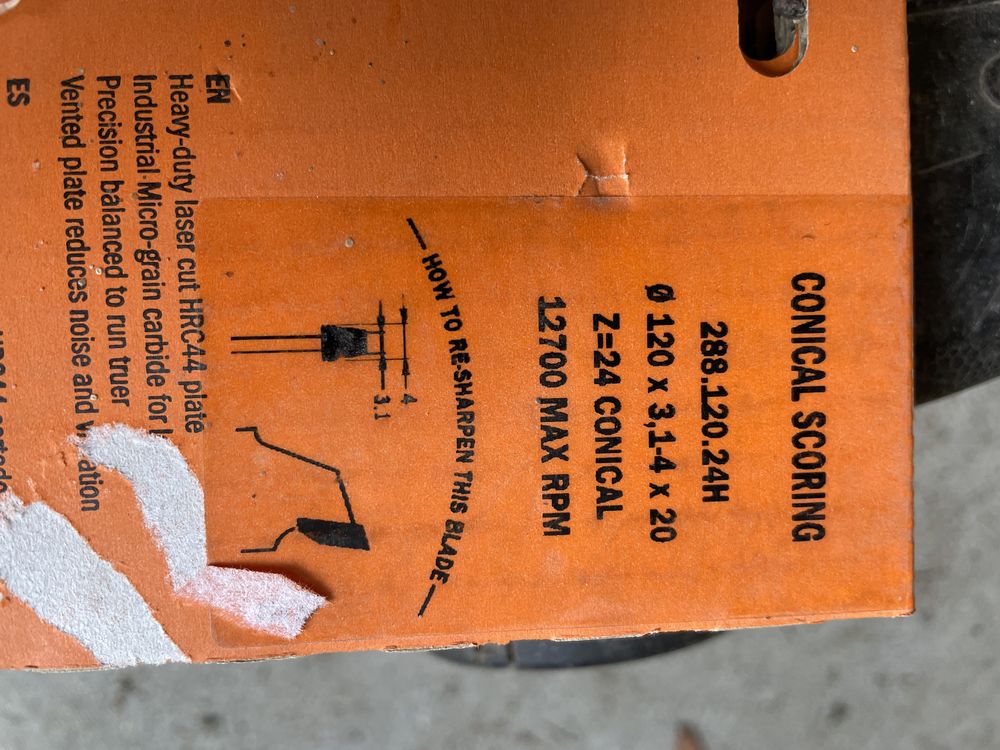 CONICAL SCORING
288.120.24H
Ø 120 x 3,1-4 x 20
Z=24 CONICAL
12700 MAX RPM
HOW TO RE-SHARPEN THIS BLADE
4
3.1
EN
Heavy-duty laser cut HRC44 plate
Industrial Micro-grain carbide for
Precision balanced to run truer
Vented plate reduces noise and
ES